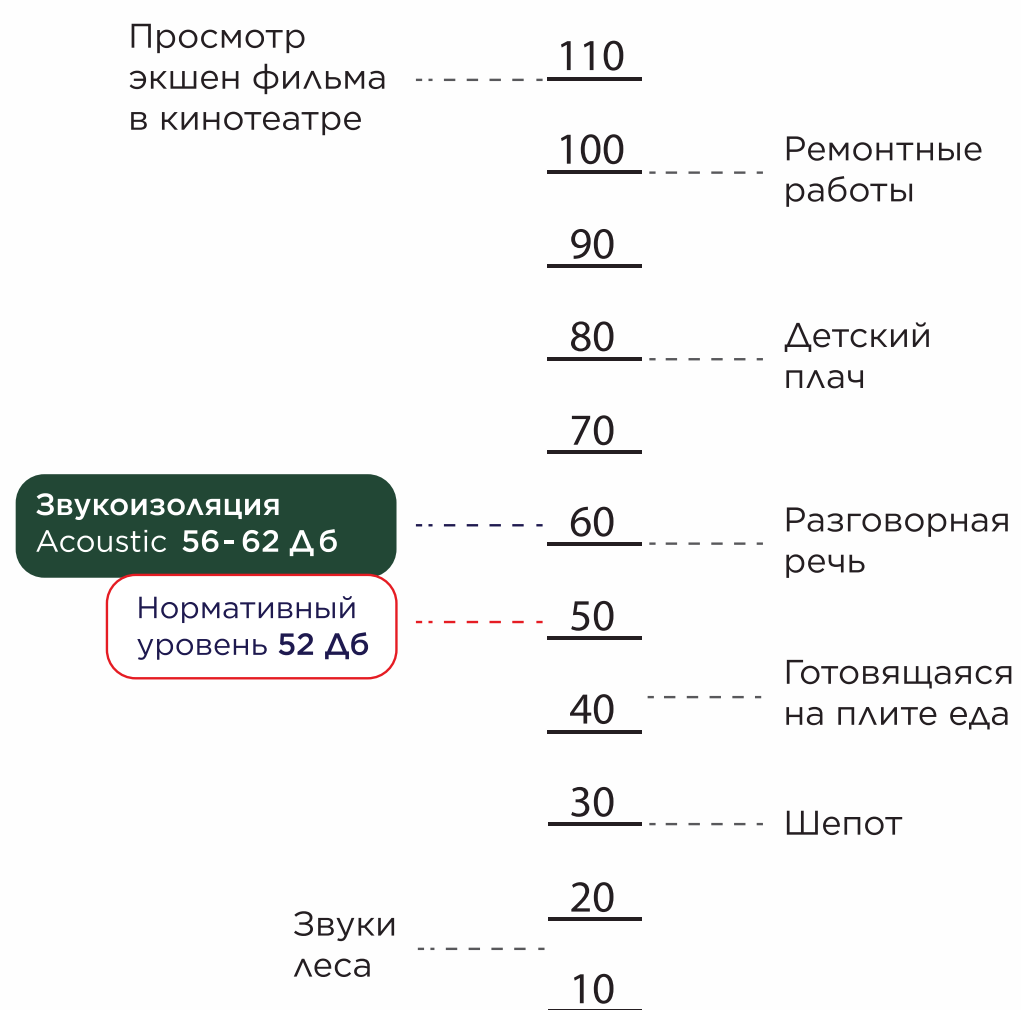 Просмотр
экшен фильма
в кинотеатре
110
100
Ремонтные
работы
90
80
Детский
плач
70
Звукоизоляция
Acoustic 56-62 Дб
60
Разговорная
речь
Нормативный
уровень 52 Дб
50
Готовящаяся
на плите еда
40
30
Шепот
20
Звуки
леса
10